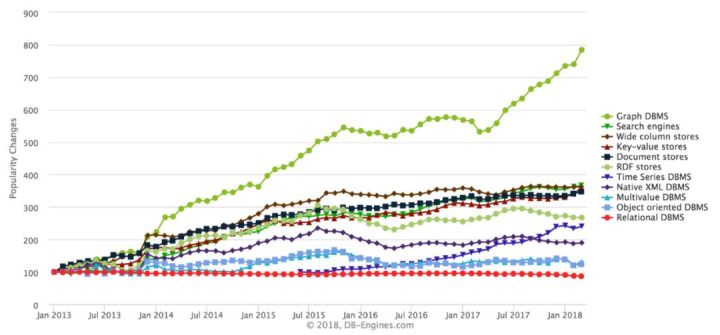 900
800
700
600
500
400
300
200
100
0
Popularity Changes
Jan 2013 Jul 2013 Jan 2014 Jul 2014 Jan 2015 Jul 2015 Jan 2016 Jul 2016 Jan 2017 Jul 2017 Jan 2018
© 2018, DB-Engines.com
Graph DBMS
Search engines
Wide column stores
Key-value stores
Document stores
RDF stores
Time Series DBMS
Native XML DBMS
Multivalue DBMS
Object oriented DBMS
Relational DBMS